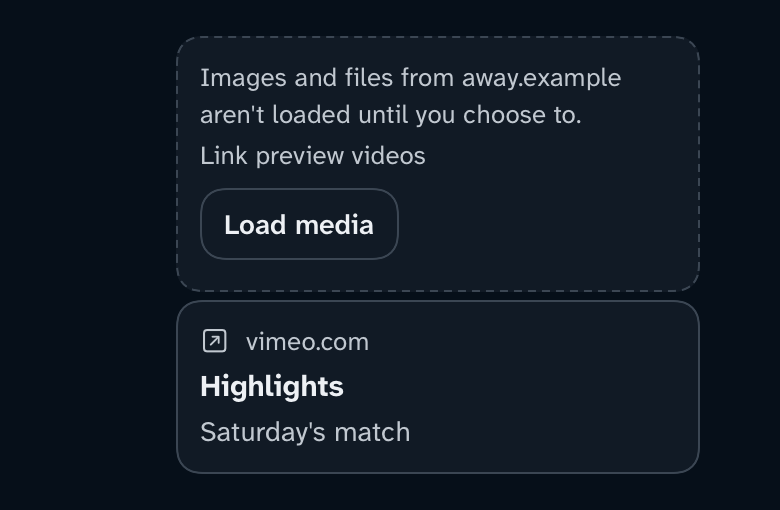 Images and files from away.example
aren't loaded until you choose to.
Link preview videos
Load media
vimeo.com
Highlights
Saturday's match